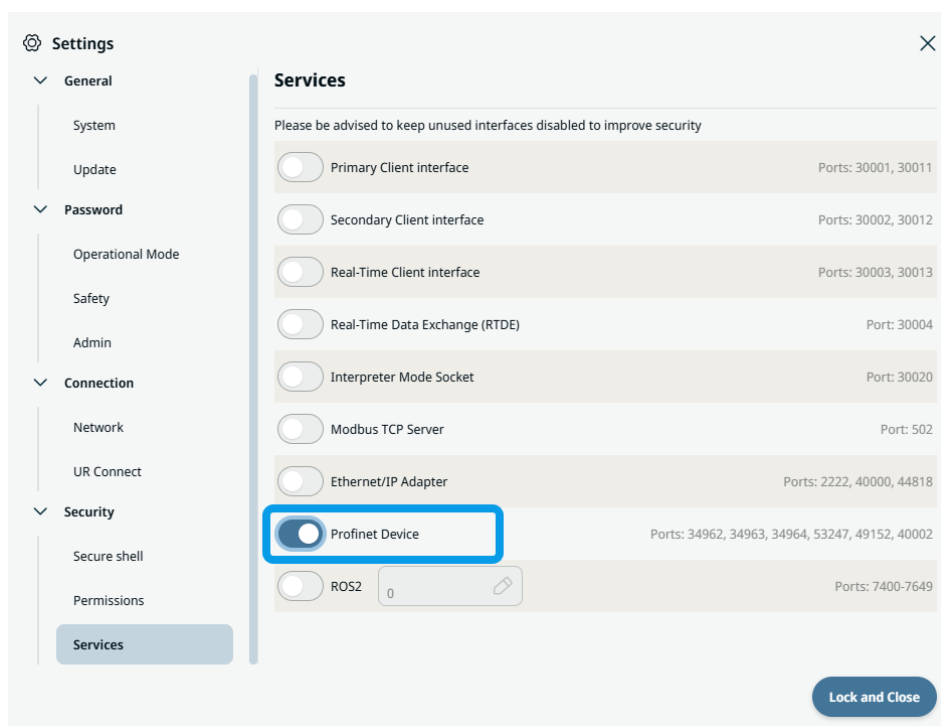 Settings
General
System
Update
Password
Operational Mode
Safety
Admin
Connection
Network
UR Connect
Security
Secure shell
Permissions
Services
Services
Please be advised to keep unused interfaces disabled to improve security
Primary Client interface Ports: 30001, 30011
Secondary Client interface Ports: 30002, 30012
Real-Time Client interface Ports: 30003, 30013
Real-Time Data Exchange (RTDE) Port: 30004
Interpreter Mode Socket Port: 30020
Modbus TCP Server Port: 502
Ethernet/IP Adapter Ports: 2222, 40000, 44818
Profinet Device Ports: 34962, 34963, 34964, 53247, 49152, 40002
ROS2 0 Ports: 7400-7649
Lock and Close